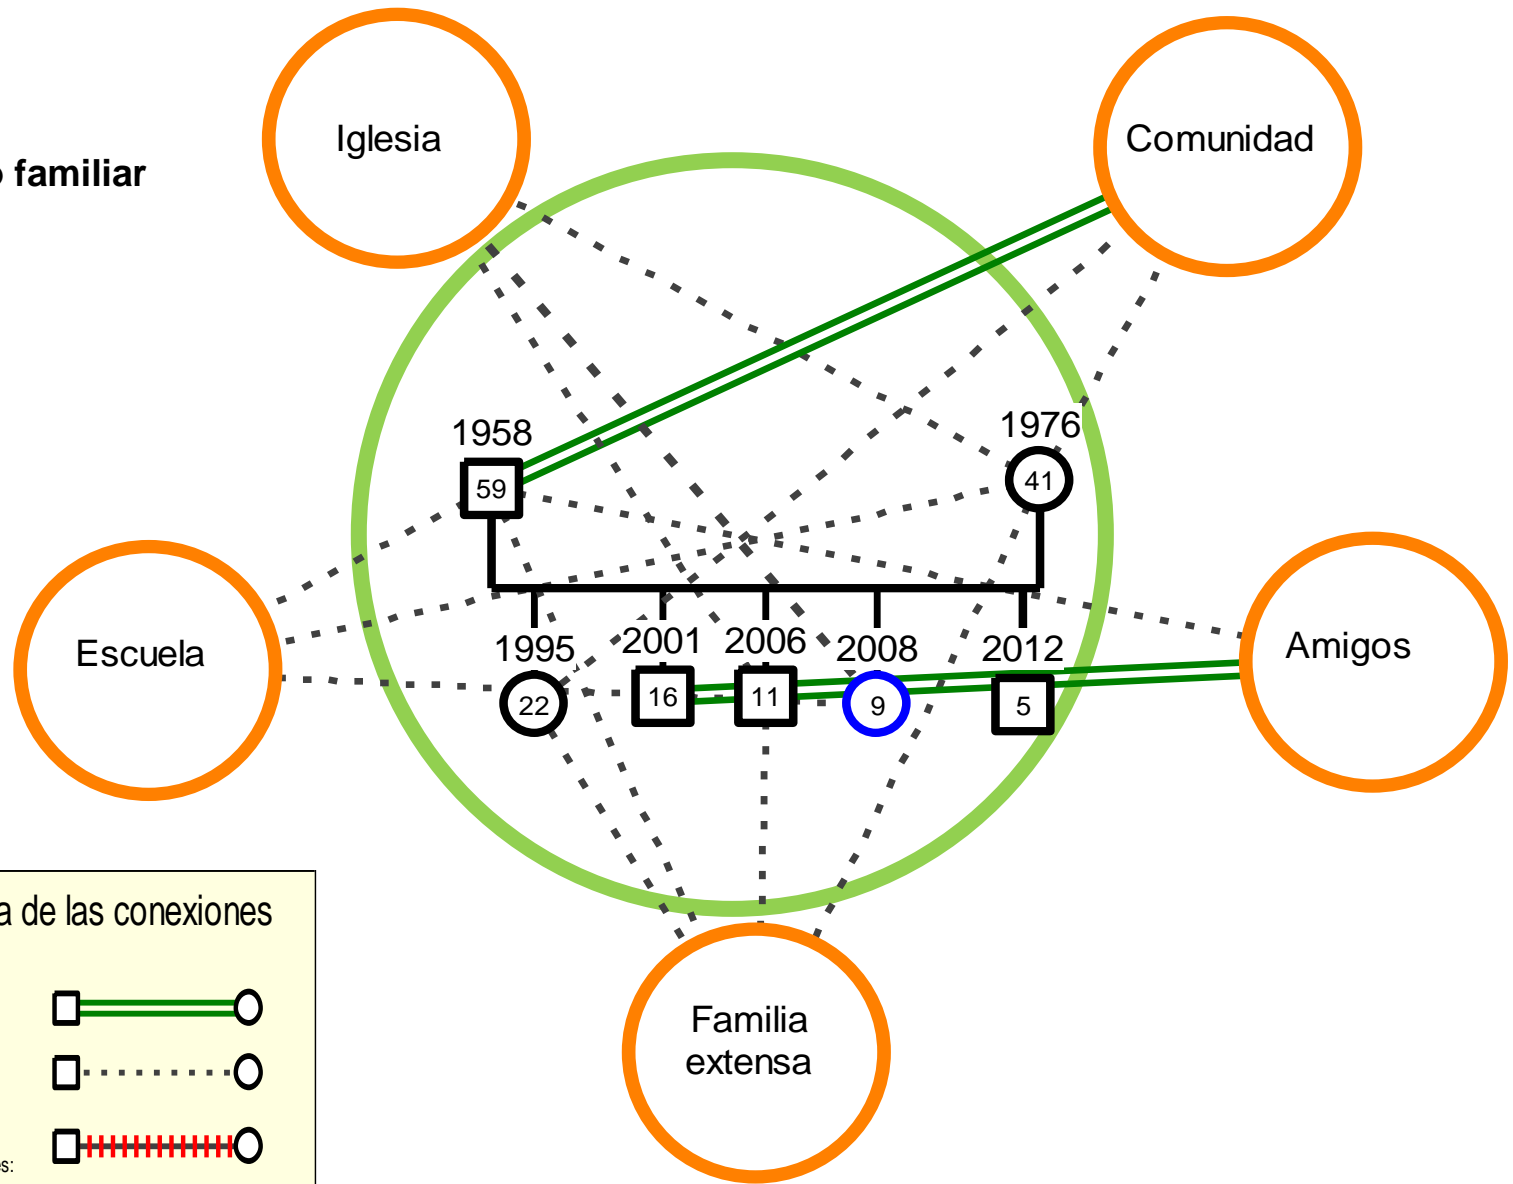 Iglesia
Comunidad
o familiar
1958
1976
59
41
Escuela
1995
2001
2006
2008
2012
Amigos
22
16
11
9
5
a de las conexiones
Familia
extensa
es: